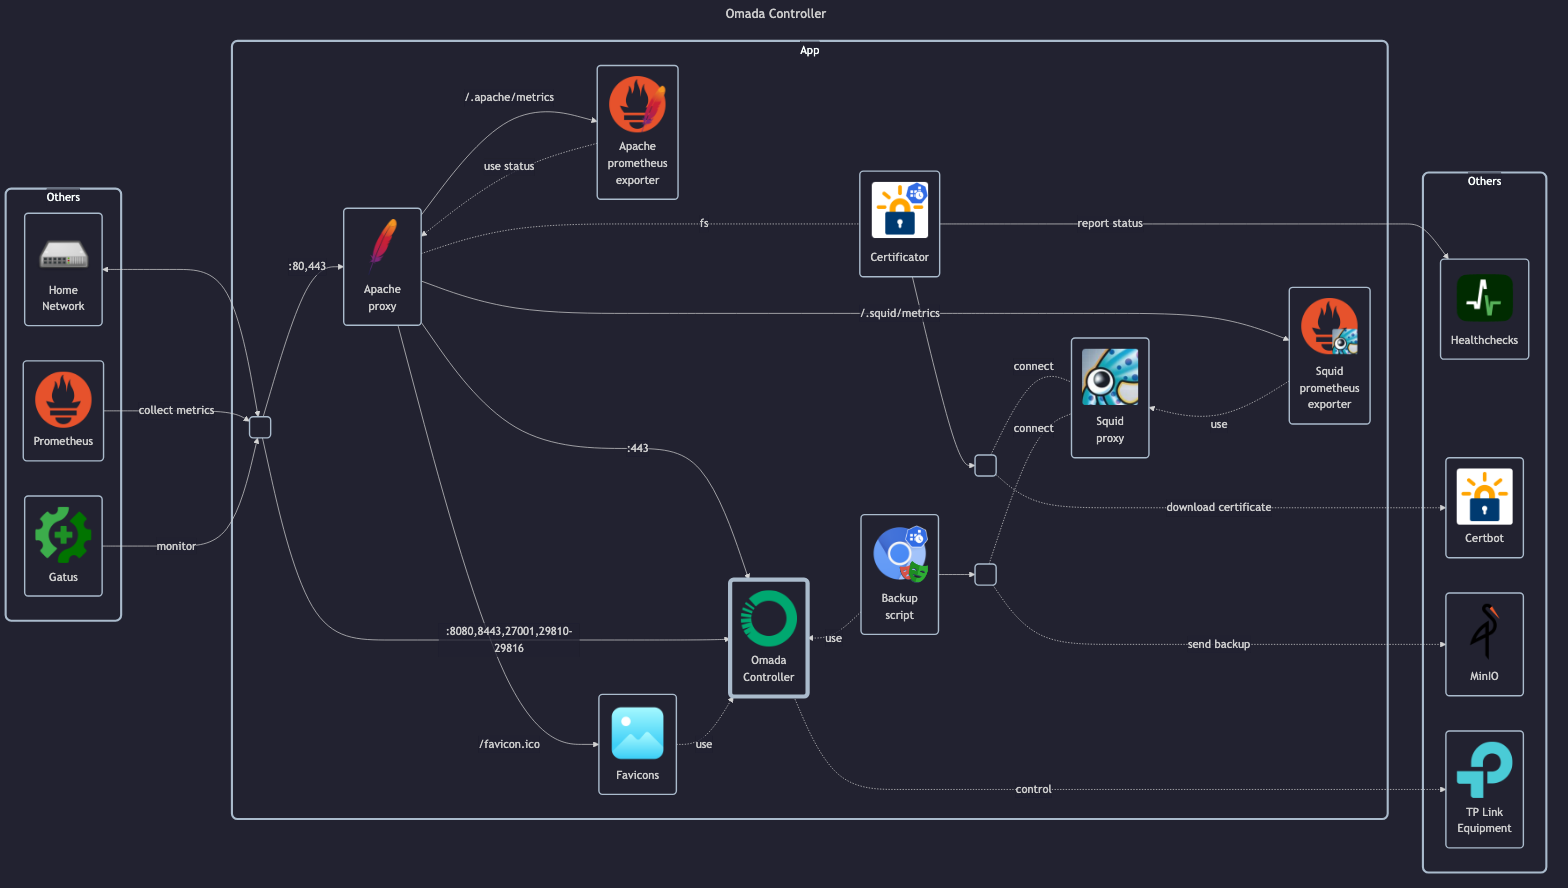 Omada Controller
App
Others
Home
Network
Prometheus
Gatus
collect metrics
monitor
:80,443
Apache
proxy
/.apache/metrics
use status
Apache
prometheus
exporter
fs
Certificator
report status
/.squid/metrics
connect
connect
Squid
proxy
use
Squid
prometheus
exporter
:443
download certificate
Backup
script
use
send backup
:8080,8443,27001,29810-
29816
Omada
Controller
/favicon.ico
Favicons
use
control
Others
Healthchecks
Certbot
MinIO
TP Link
Equipment